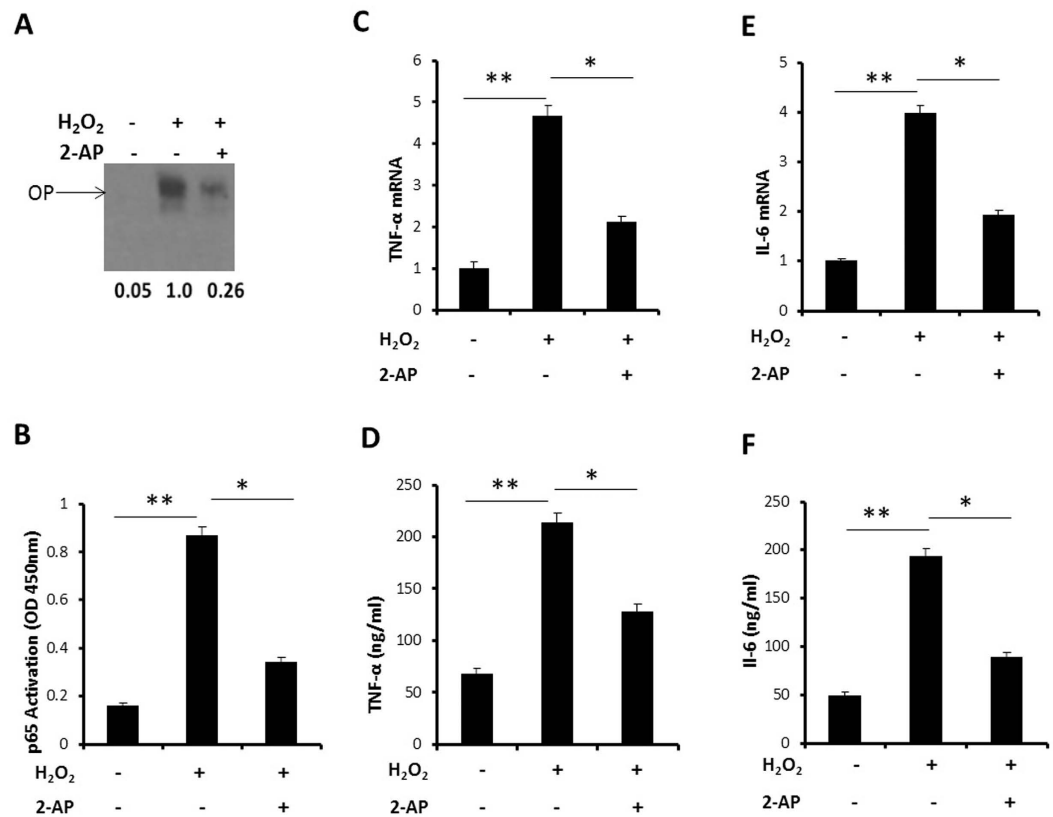 A
H₂O₂ - + +
2-AP - - +
OP
0.05 1.0 0.26
B
p65 Activation (OD 450nm)
1
0.8
0.6
0.4
0.2
0
** *
H₂O₂ - + +
2-AP - - +
C
TNF-α mRNA
6
5
4
3
2
1
0
** *
H₂O₂ - + +
2-AP - - +
D
TNF-α (ng/ml)
250
200
150
100
50
0
** *
H₂O₂ - + +
2-AP - - +
E
IL-6 mRNA
5
4
3
2
1
0
** *
H₂O₂ - + +
2-AP - - +
F
Il-6 (ng/ml)
250
200
150
100
50
0
** *
H₂O₂ - + +
2-AP - - +